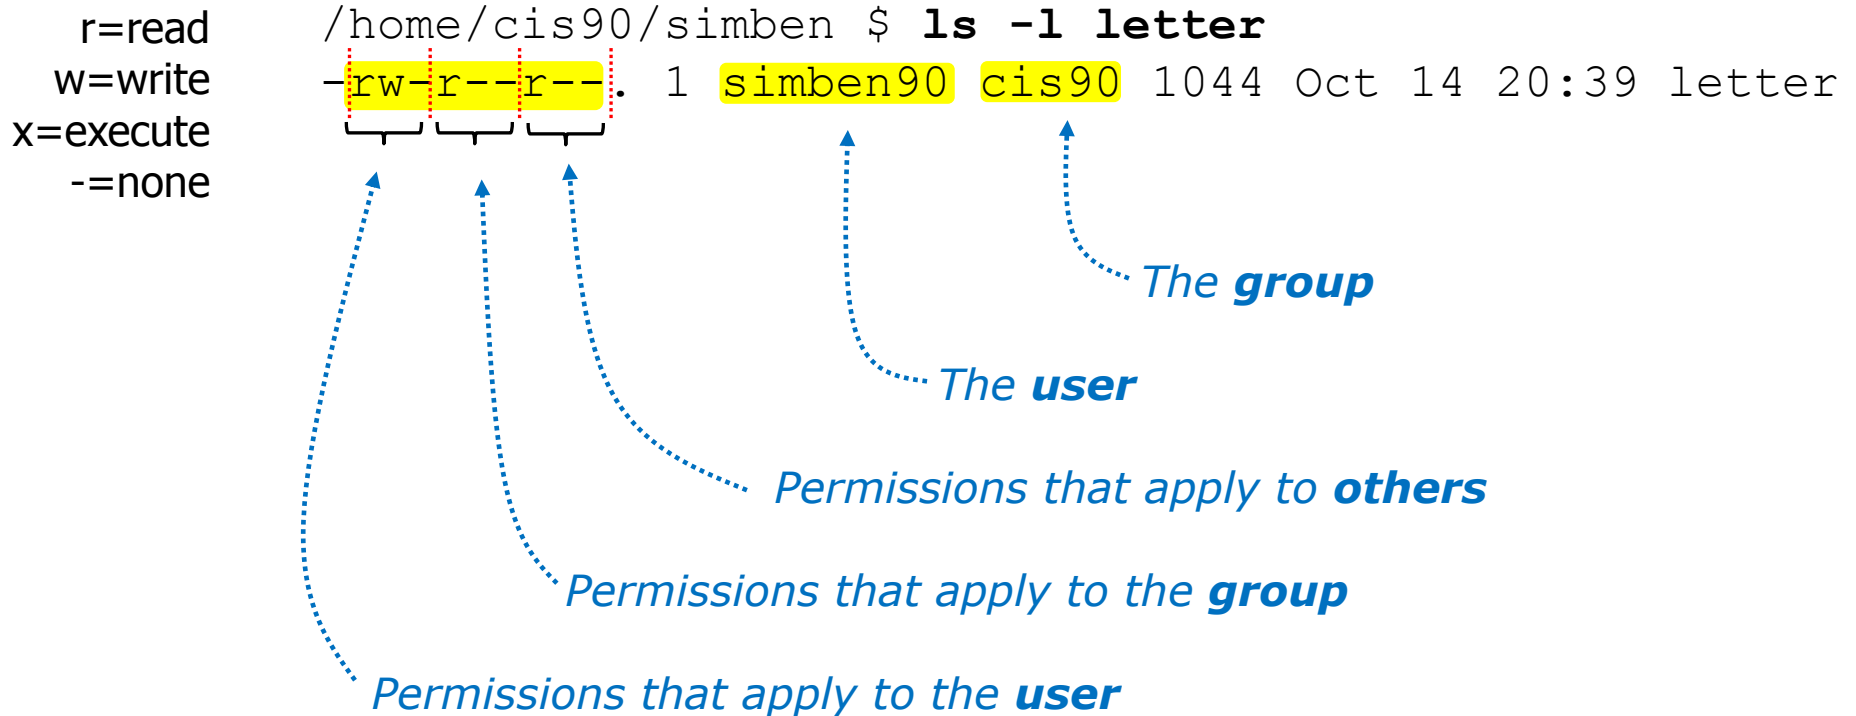 r=read
w=write
x=execute
-=none
/home/cis90/simben $ ls -l letter
-rw-r--r--. 1 simben90 cis90 1044 Oct 14 20:39 letter
The group
The user
Permissions that apply to others
Permissions that apply to the group
Permissions that apply to the user